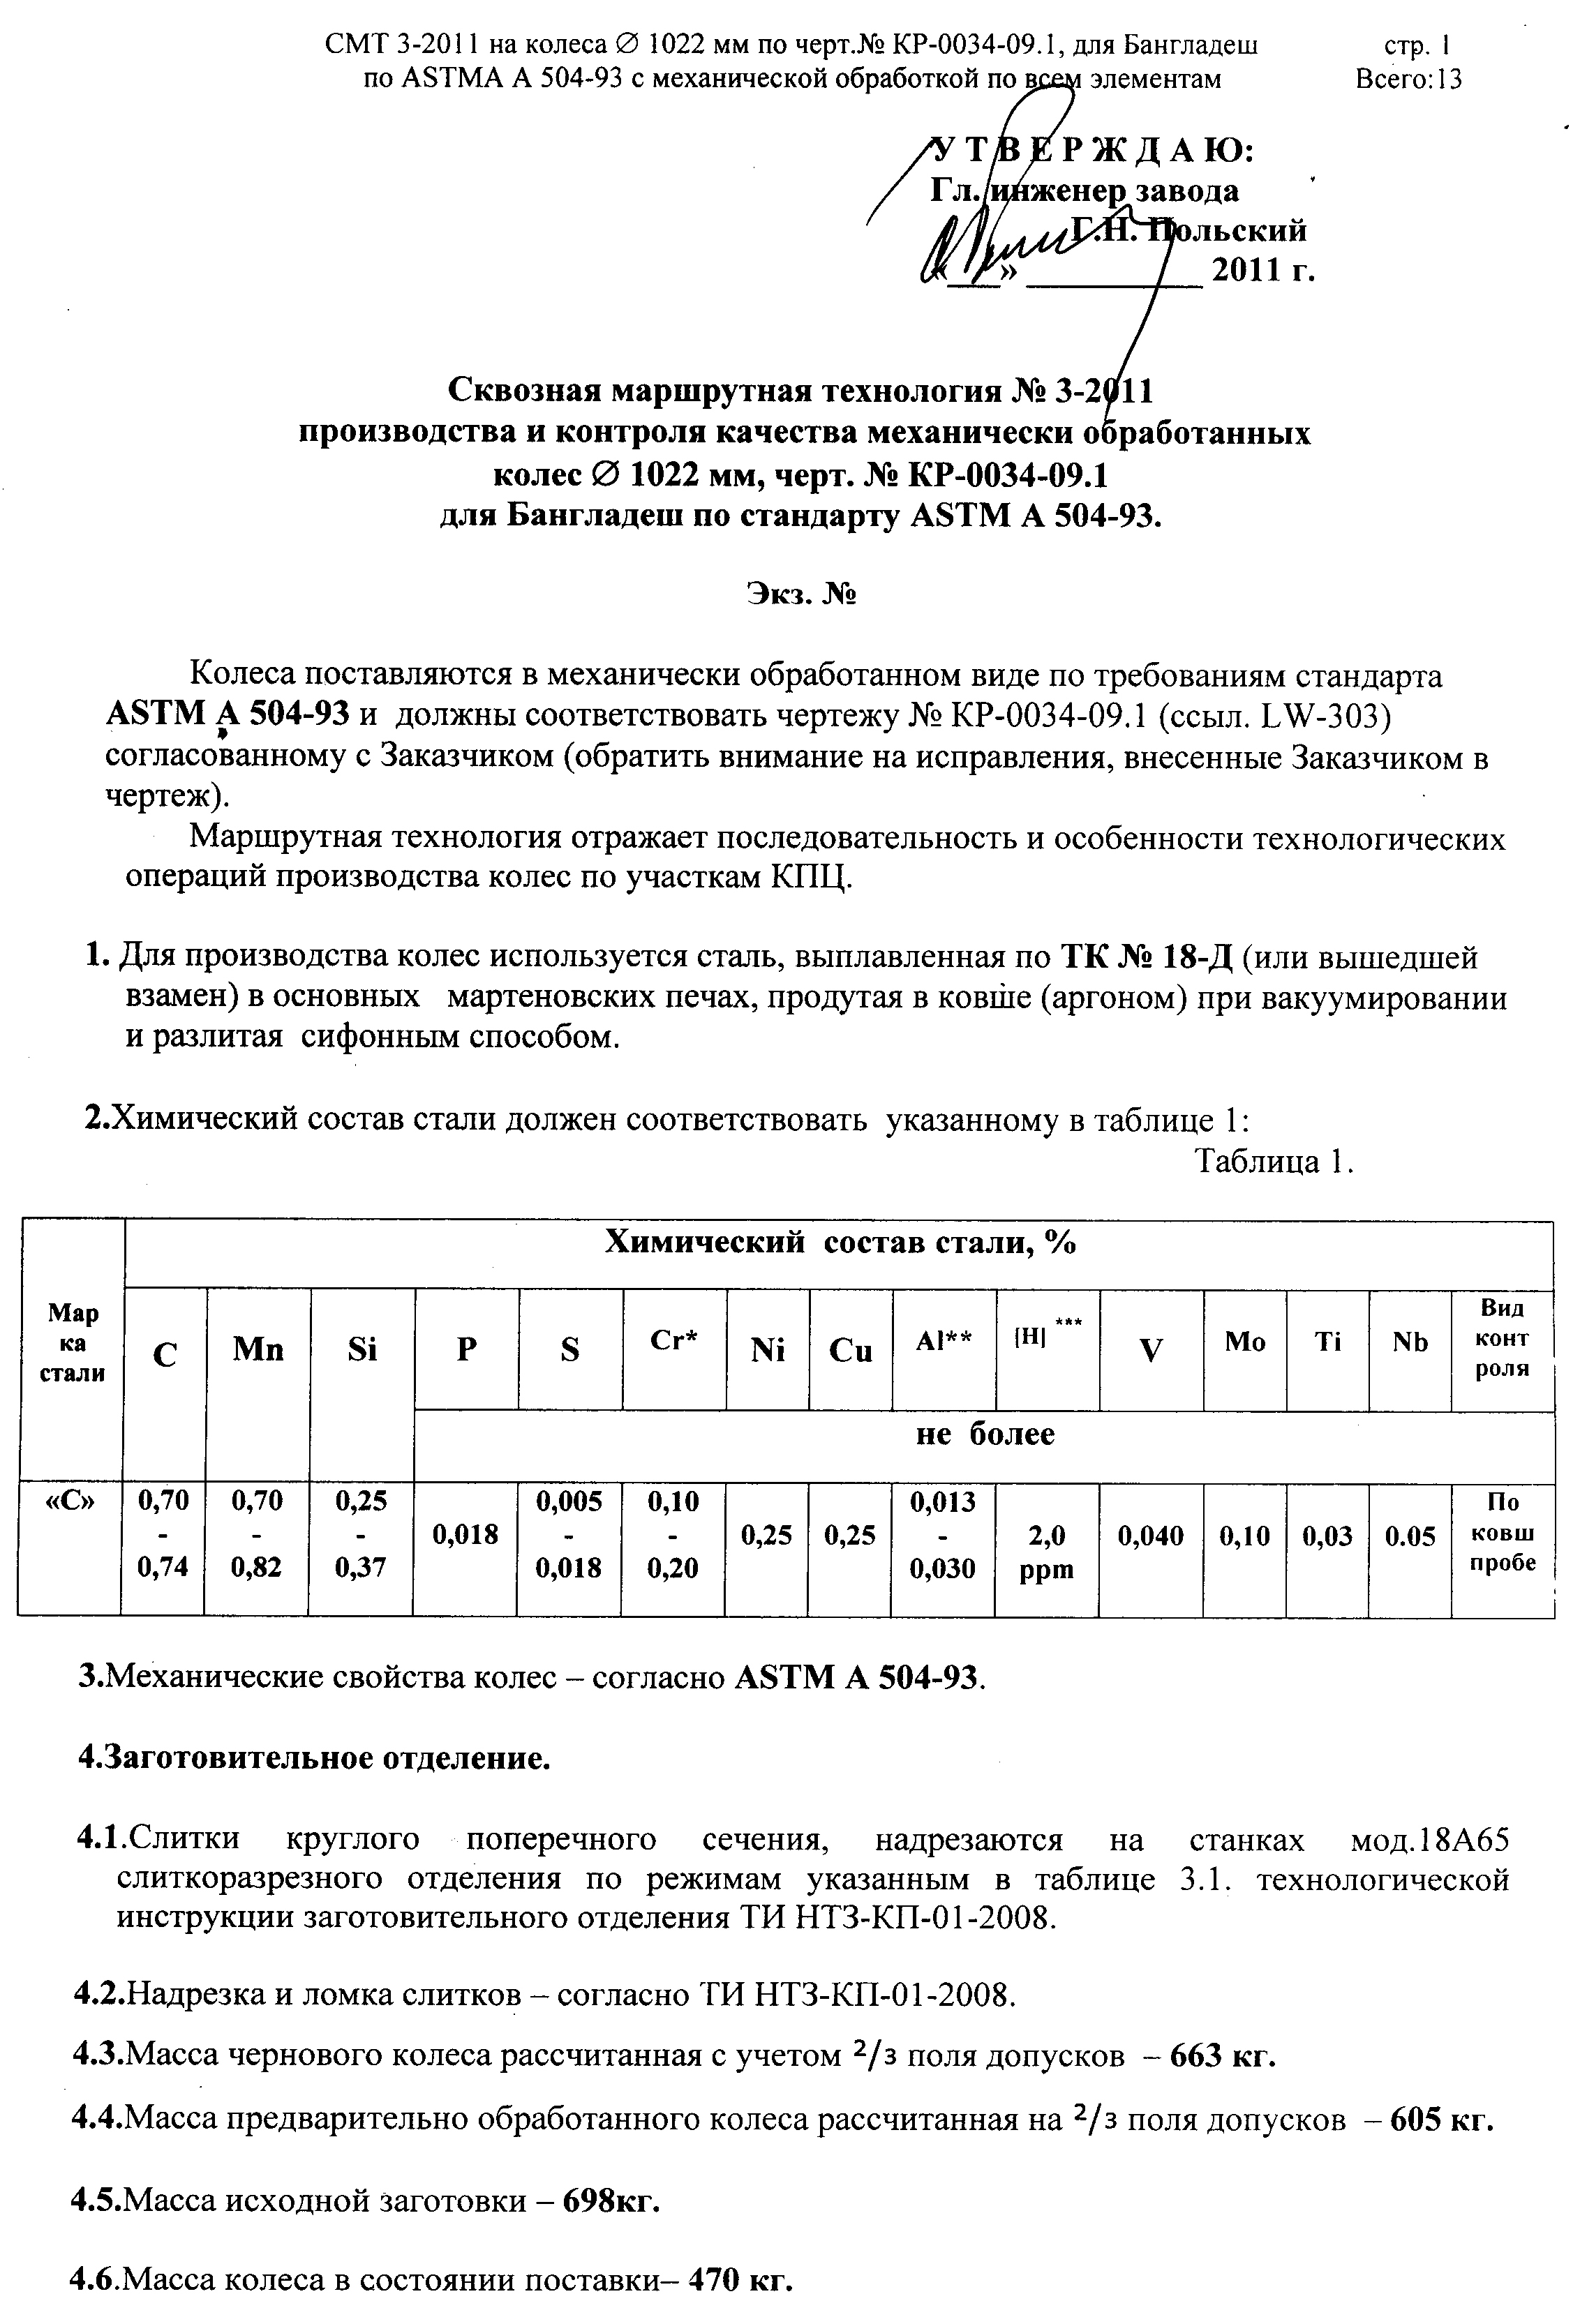 СМТ 3-2011 на колеса ∅ 1022 мм по черт.№ КР-0034-09.1, для Бангладеш стр. 1
по ASTMA А 504-93 с механической обработкой по всем элементам Всего:13
У Т В Е Р Ж Д А Ю:
Гл. инженер завода
Г.Н. Польский
«___» __________ 2011 г.
Сквозная маршрутная технология № 3-2011
производства и контроля качества механически обработанных
колес ∅ 1022 мм, черт. № КР-0034-09.1
для Бангладеш по стандарту ASTM А 504-93.
Экз. №
Колеса поставляются в механически обработанном виде по требованиям стандарта
ASTM А 504-93 и должны соответствовать чертежу № КР-0034-09.1 (ссыл. LW-303)
согласованному с Заказчиком (обратить внимание на исправления, внесенные Заказчиком в
чертеж).
Маршрутная технология отражает последовательность и особенности технологических
операций производства колес по участкам КПЦ.
1. Для производства колес используется сталь, выплавленная по ТК № 18-Д (или вышедшей
взамен) в основных мартеновских печах, продутая в ковше (аргоном) при вакуумировании
и разлитая сифонным способом.
2.Химический состав стали должен соответствовать указанному в таблице 1:
Таблица 1.
Химический состав стали, %
Мар
ка
стали
C Mn Si P S Cr* Ni Cu Al** [H] *** V Mo Ti Nb
Вид
конт
роля
не более
«С» 0,70 0,70 0,25 0,005 0,10 0,013 По
- - - 0,018 - - 0,25 0,25 - 2,0 0,040 0,10 0,03 0.05 ковш
0,74 0,82 0,37 0,018 0,20 0,030 ppm пробе
3.Механические свойства колес – согласно ASTM А 504-93.
4.Заготовительное отделение.
4.1.Слитки круглого поперечного сечения, надрезаются на станках мод.18А65
слиткоразрезного отделения по режимам указанным в таблице 3.1. технологической
инструкции заготовительного отделения ТИ НТЗ-КП-01-2008.
4.2.Надрезка и ломка слитков – согласно ТИ НТЗ-КП-01-2008.
4.3.Масса чернового колеса рассчитанная с учетом ²/₃ поля допусков – 663 кг.
4.4.Масса предварительно обработанного колеса рассчитанная на ²/₃ поля допусков – 605 кг.
4.5.Масса исходной заготовки – 698кг.
4.6.Масса колеса в состоянии поставки– 470 кг.